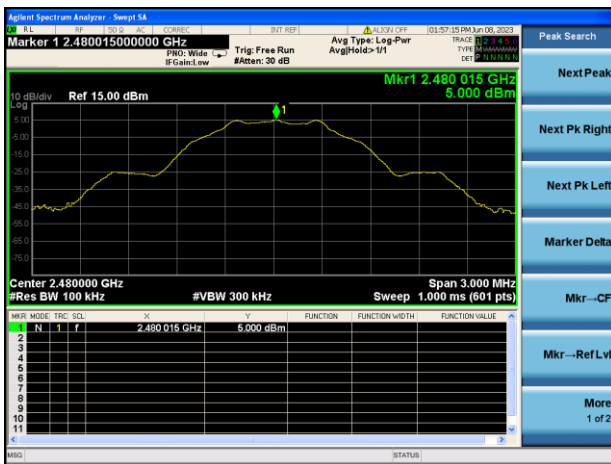 Agilent Spectrum Analyzer - Swept SA
RL RF 50 Ω AC CORREC INT REF ALIGN OFF 01:57:15 PM Jun 08, 2023
Marker 1 2.480015000000 GHz
PNO: Wide
IFGain:Low
Trig: Free Run
#Atten: 30 dB
Avg Type: Log-Pwr
Avg|Hold:>1/1
TRACE 1 2 3 4 5 6
TYPE M
DET P N N N N N
Mkr1 2.480 015 GHz
5.000 dBm
10 dB/div Ref 15.00 dBm
Log
1
5.00
-5.00
-15.0
-25.0
-35.0
-45.0
-55.0
-65.0
-75.0
Center 2.480000 GHz Span 3.000 MHz
#Res BW 100 kHz #VBW 300 kHz Sweep 1.000 ms (601 pts)
MKR MODE TRC SCL X Y FUNCTION FUNCTION WIDTH FUNCTION VALUE
1 N 1 f 2.480 015 GHz 5.000 dBm
2
3
4
5
6
7
8
9
10
11
MSG STATUS
Peak Search
Next Peak
Next Pk Right
Next Pk Left
Marker Delta
Mkr→CF
Mkr→Ref Lvl
More
1 of 2